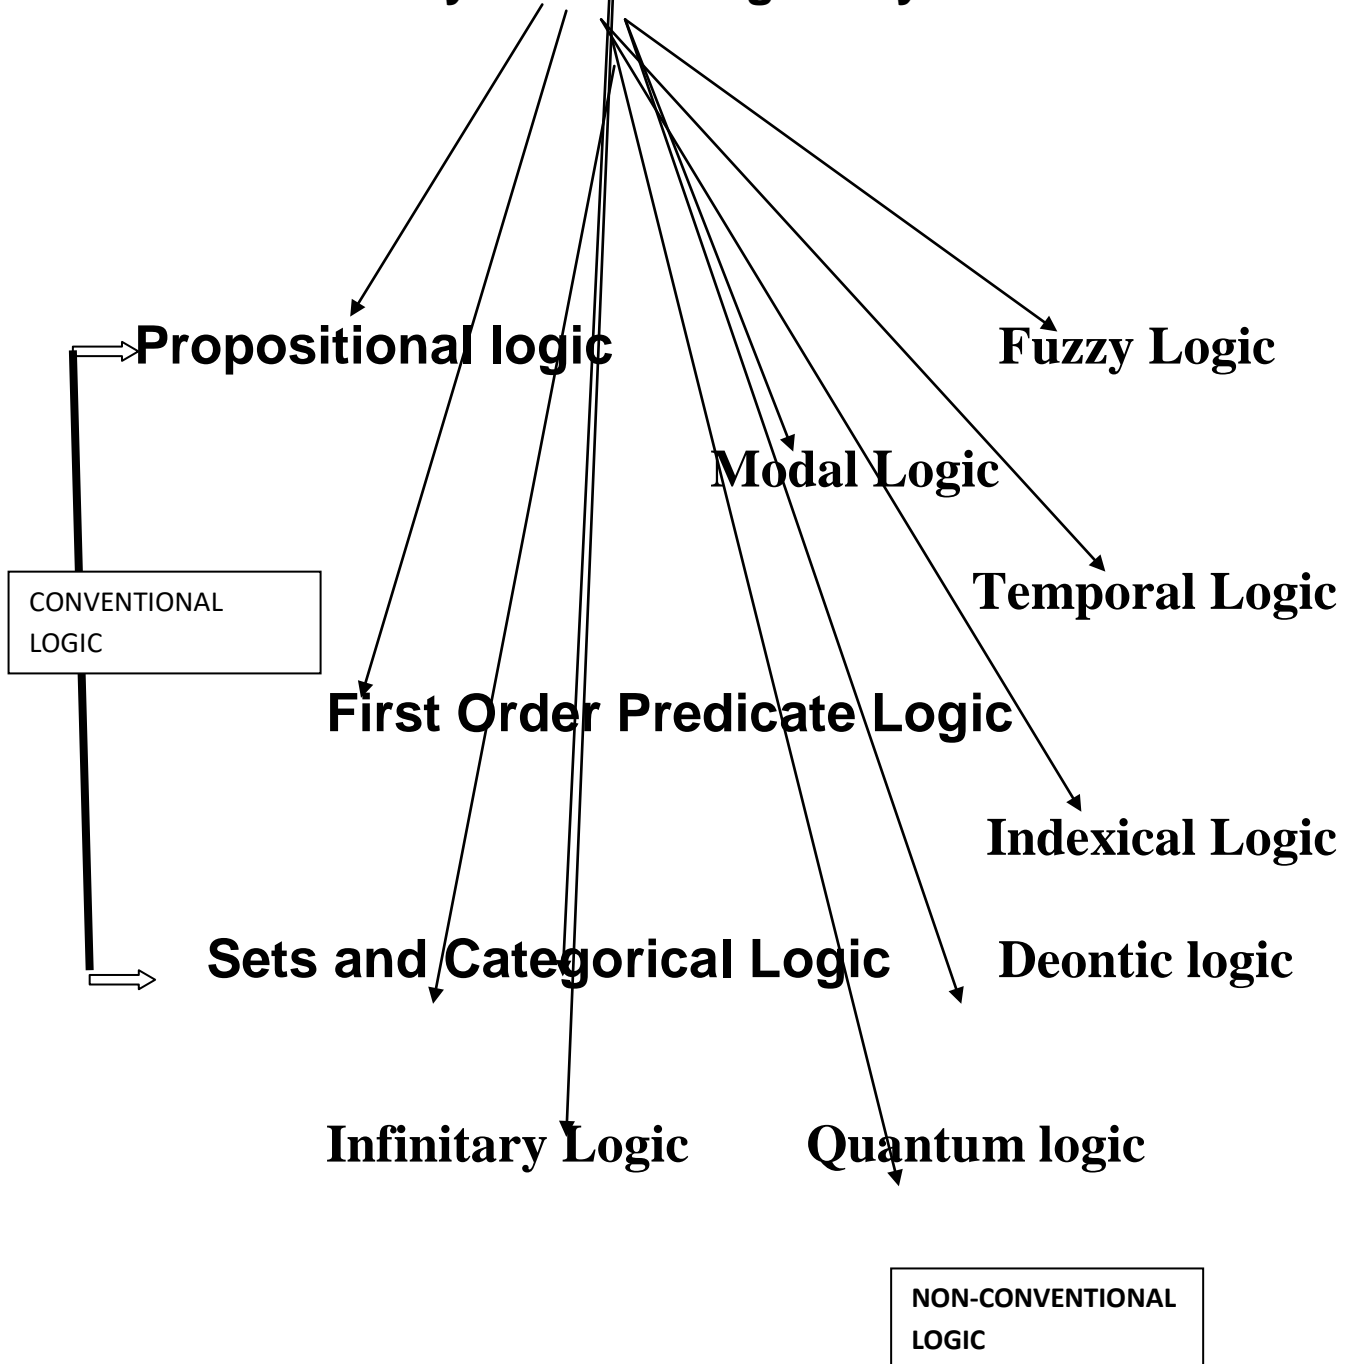 Propositional logic
Fuzzy Logic
Modal Logic
Temporal Logic
CONVENTIONAL
LOGIC
First Order Predicate Logic
Indexical Logic
Sets and Categorical Logic
Deontic logic
Infinitary Logic
Quantum logic
NON-CONVENTIONAL
LOGIC